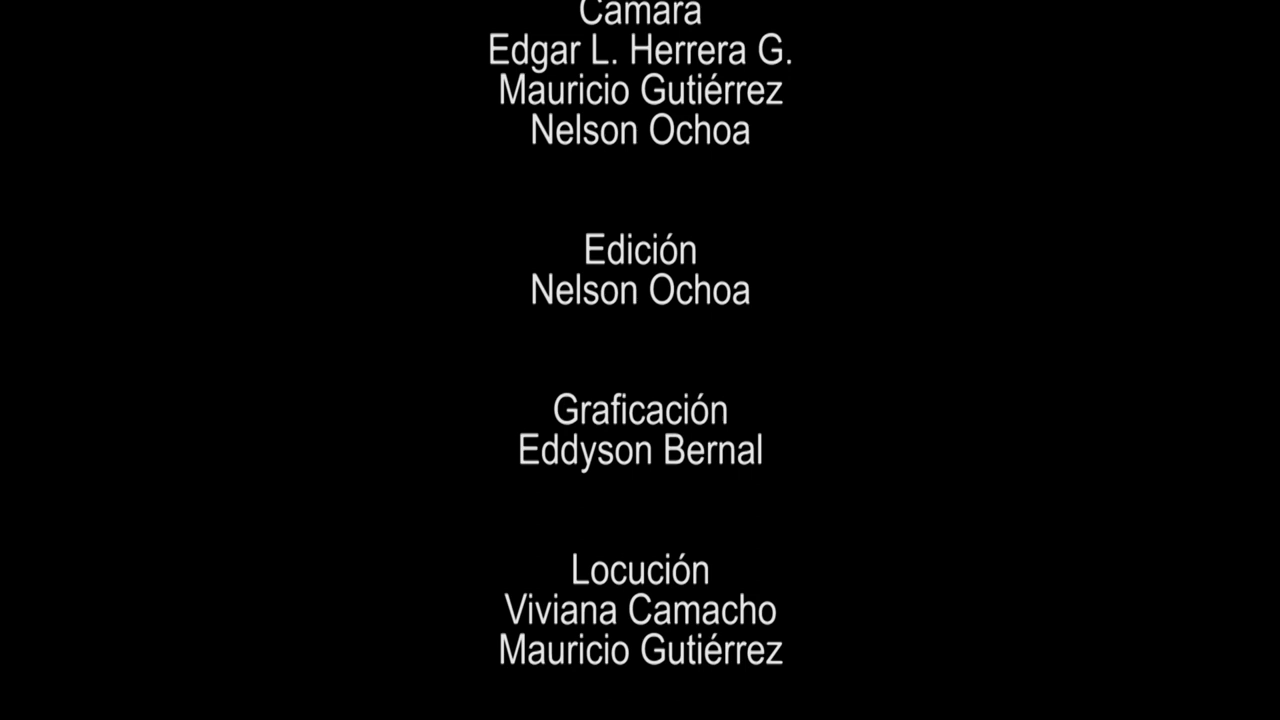 Cámara
Edgar L. Herrera G.
Mauricio Gutiérrez
Nelson Ochoa
Edición
Nelson Ochoa
Graficación
Eddyson Bernal
Locución
Viviana Camacho
Mauricio Gutiérrez